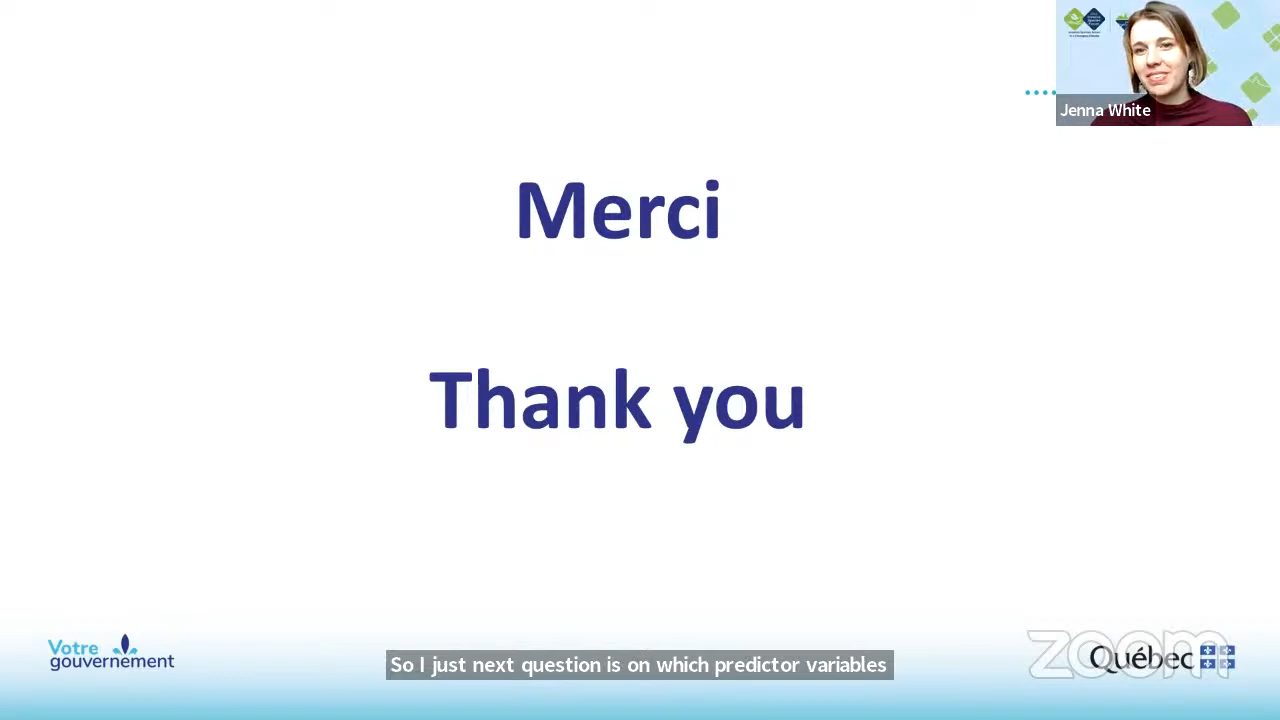 Jenna White
Merci
Thank you
Votre
gouvernement
So I just next question is on which predictor variables
zoom
Québec